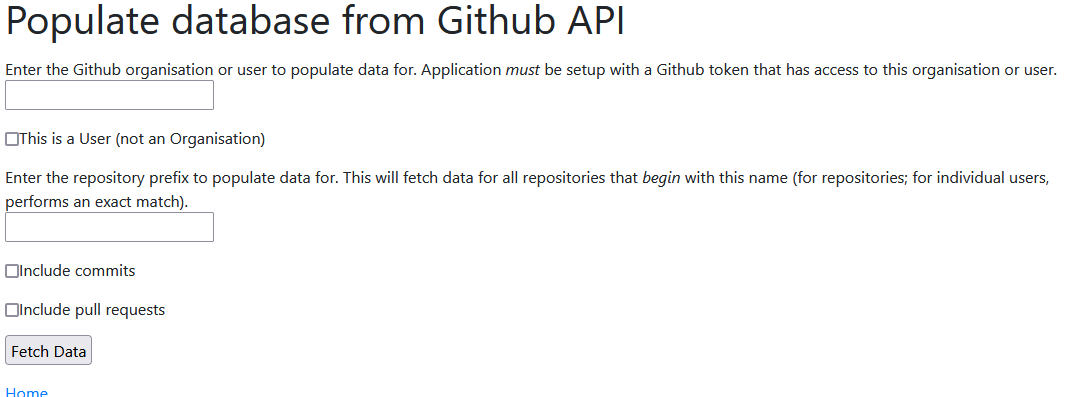 Populate database from Github API
Enter the Github organisation or user to populate data for. Application must be setup with a Github token that has access to this organisation or user.
This is a User (not an Organisation)
Enter the repository prefix to populate data for. This will fetch data for all repositories that begin with this name (for repositories; for individual users,
performs an exact match).
Include commits
Include pull requests
Fetch Data
Home